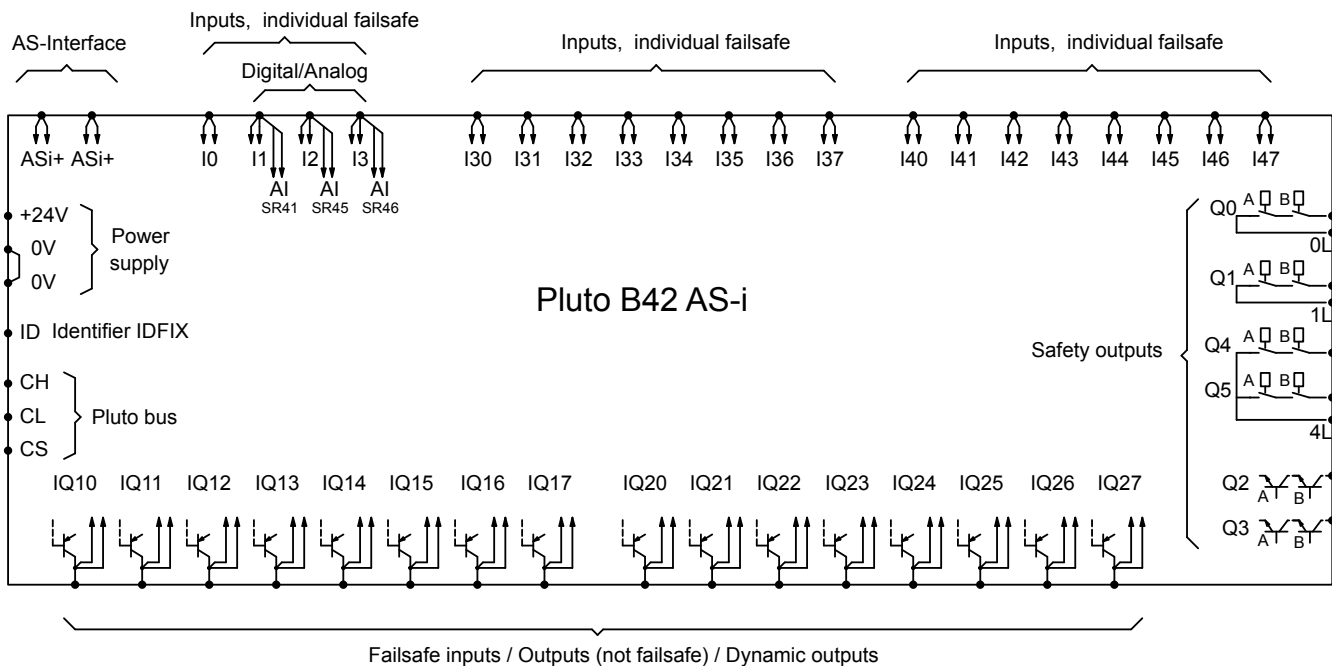 Inputs, individual failsafe
AS-Interface
Inputs, individual failsafe
Inputs, individual failsafe
Digital/Analog
ASi+ ASi+ I0 I1 I2 I3 I30 I31 I32 I33 I34 I35 I36 I37 I40 I41 I42 I43 I44 I45 I46 I47
AI AI AI
SR41 SR45 SR46
+24V
0V
0V
Power
supply
ID Identifier IDFIX
CH
CL
CS
Pluto bus
Pluto B42 AS-i
Safety outputs
Q0 A B
0L
Q1 A B
1L
Q4 A B
Q5 A B
4L
Q2 A B
Q3 A B
IQ10 IQ11 IQ12 IQ13 IQ14 IQ15 IQ16 IQ17 IQ20 IQ21 IQ22 IQ23 IQ24 IQ25 IQ26 IQ27
Failsafe inputs / Outputs (not failsafe) / Dynamic outputs